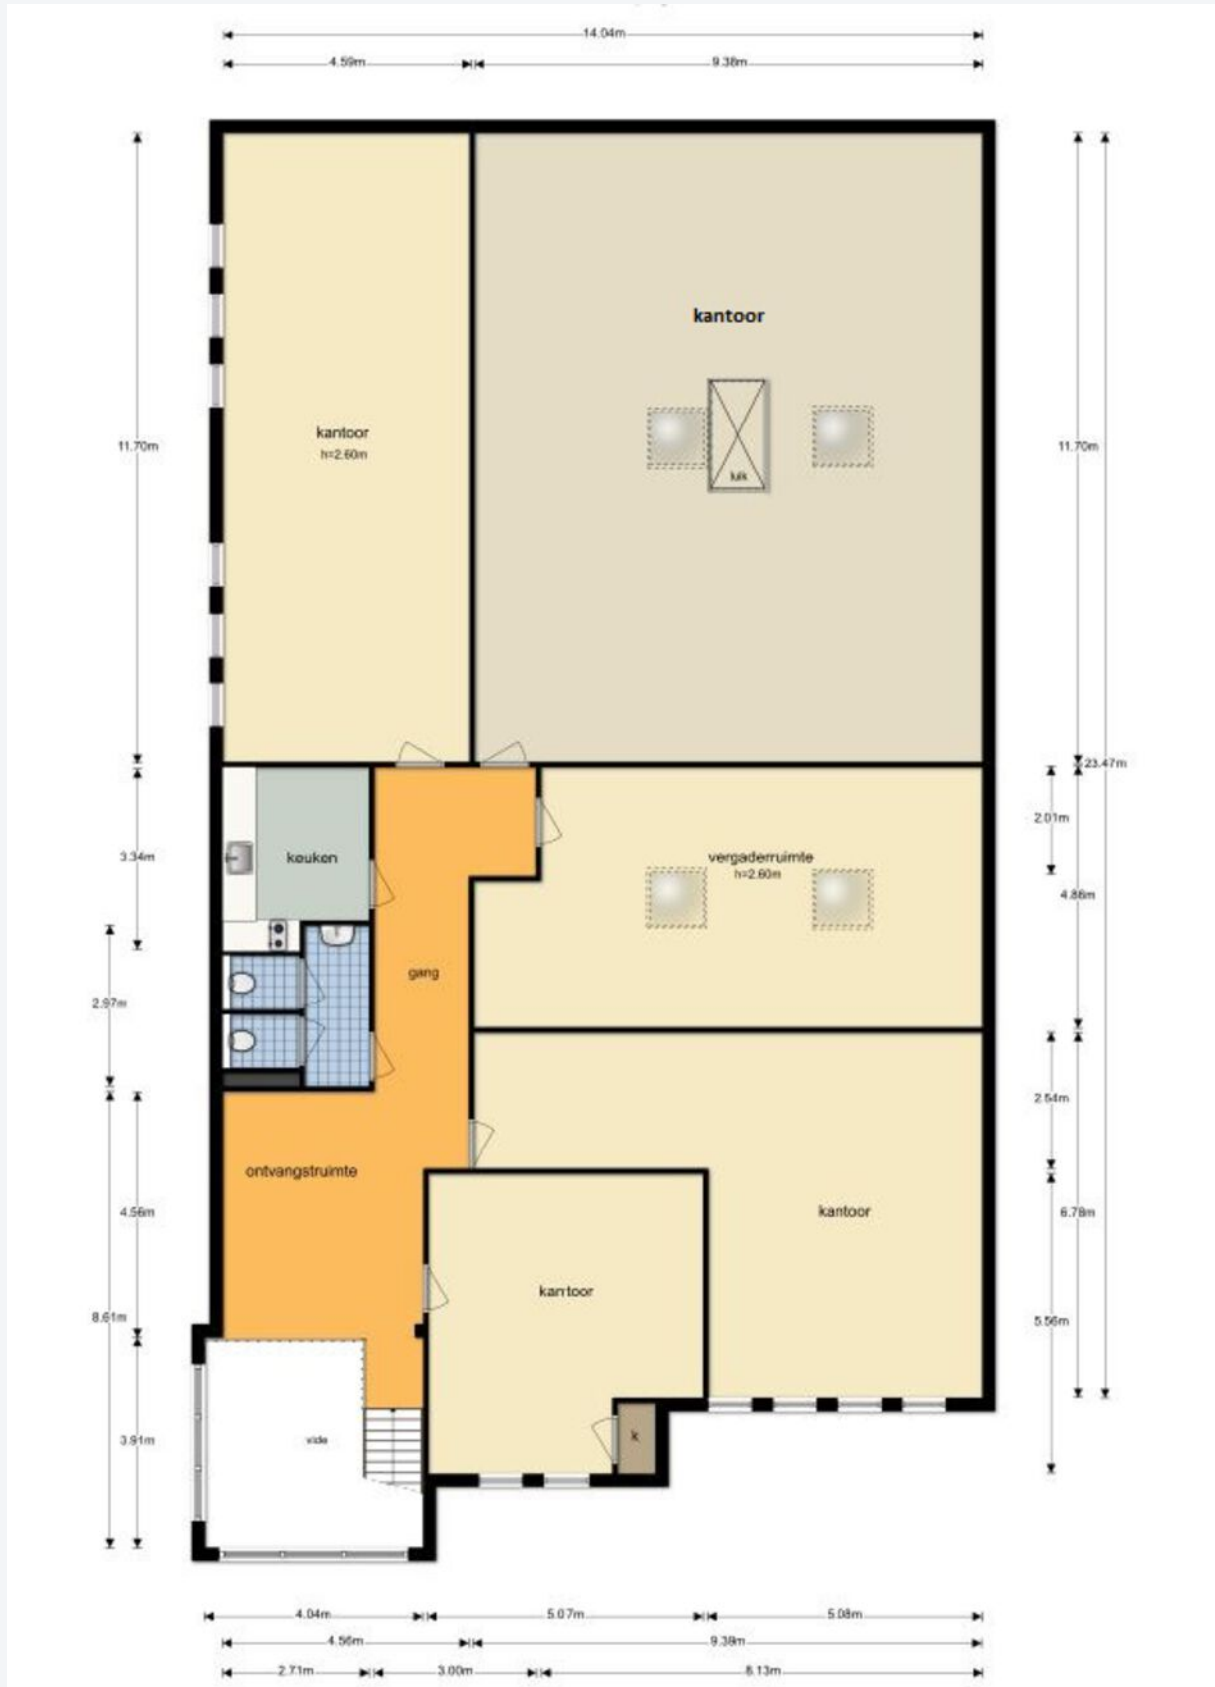 14.04m
4.59m
9.38m
kantoor
kantoor
h=2.60m
luik
11.70m
11.70m
23.47m
2.01m
keuken
3.34m
vergaderruimte
h=2.60m
4.86m
gang
2.97m
2.54m
ontvangstruimte
4.56m
kantoor
6.78m
kantoor
8.61m
5.56m
vide
3.91m
k
4.04m
5.07m
5.08m
4.56m
9.39m
2.71m
3.00m
8.13m